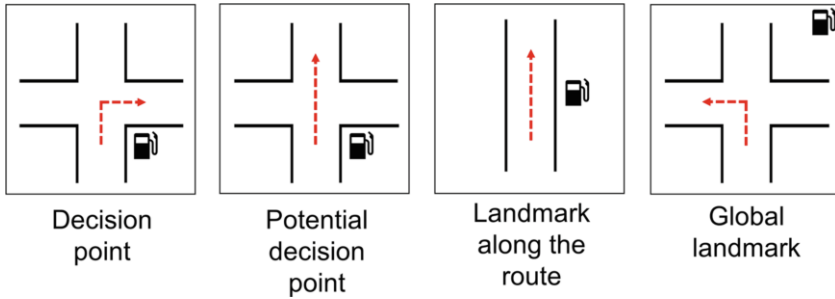 Decision
point
Potential
decision
point
Landmark
along the
route
Global
landmark